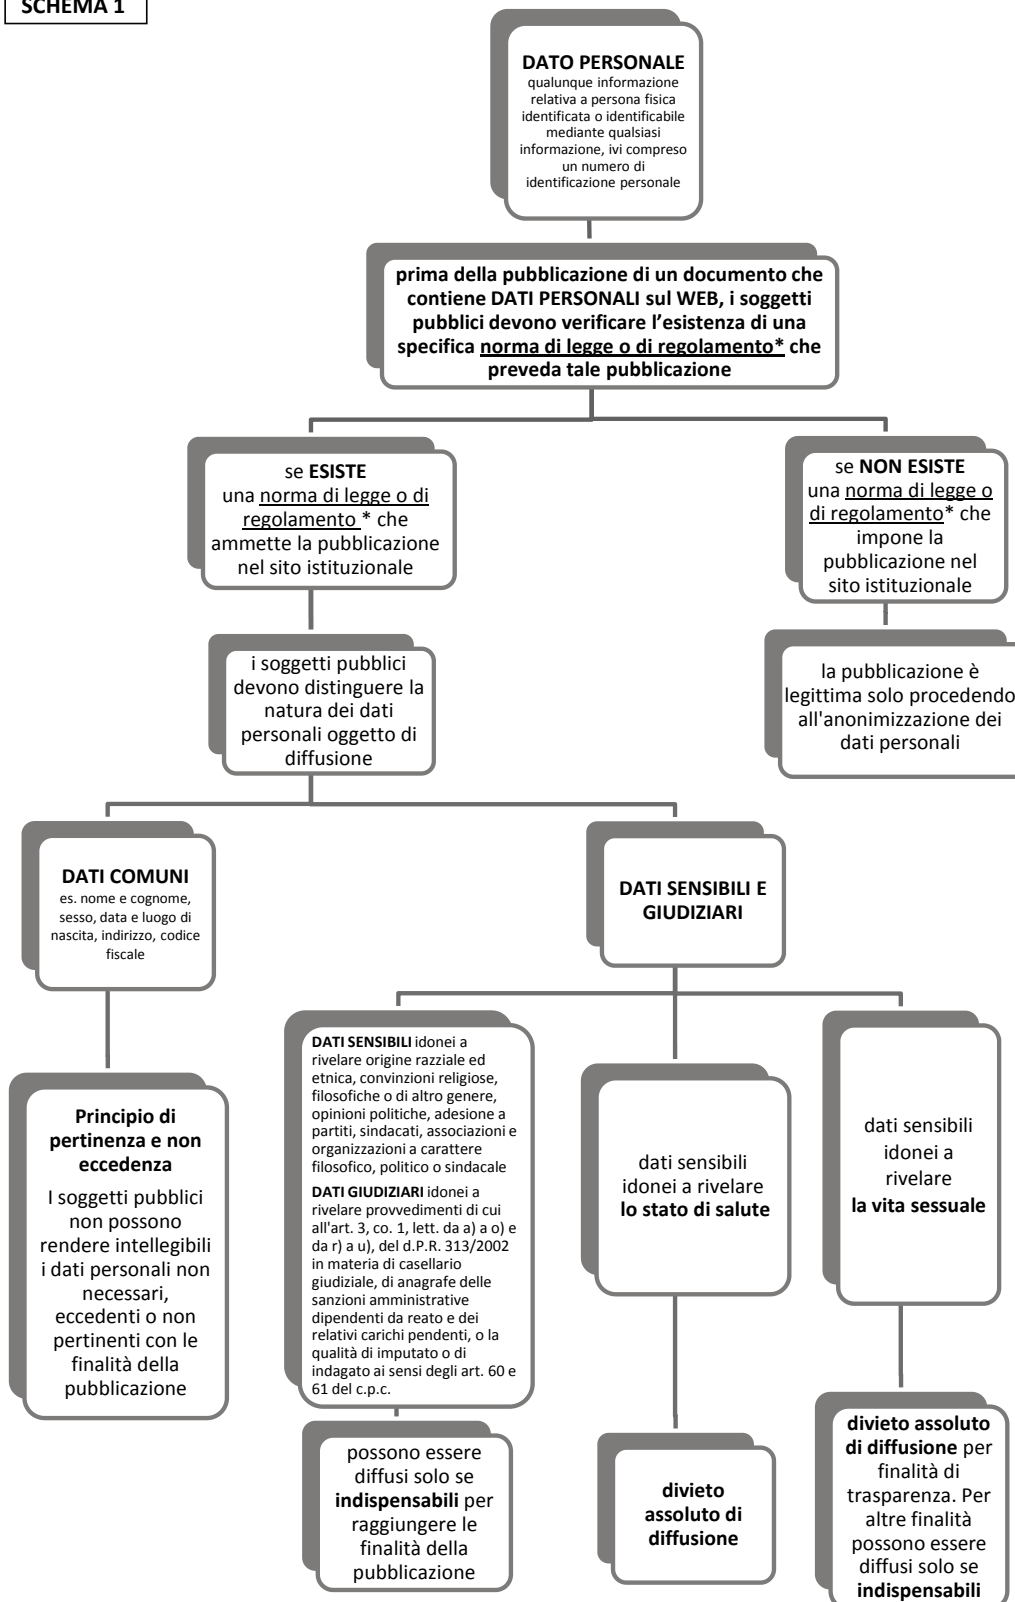 SCHEMA 1
DATO PERSONALE
qualunque informazione
relativa a persona fisica
identificata o identificabile
mediante qualsiasi
informazione, ivi compreso
un numero di
identificazione personale
prima della pubblicazione di un documento che
contiene DATI PERSONALI sul WEB, i soggetti
pubblici devono verificare l'esistenza di una
specifica norma di legge o di regolamento* che
preveda tale pubblicazione
se ESISTE
una norma di legge o di
regolamento * che
ammette la pubblicazione
nel sito istituzionale
se NON ESISTE
una norma di legge o
di regolamento* che
impone la
pubblicazione nel
sito istituzionale
i soggetti pubblici
devono distinguere la
natura dei dati
personali oggetto di
diffusione
la pubblicazione è
legittima solo procedendo
all'anonimizzazione dei
dati personali
DATI COMUNI
es. nome e cognome,
sesso, data e luogo di
nascita, indirizzo, codice
fiscale
DATI SENSIBILI E
GIUDIZIARI
Principio di
pertinenza e non
eccedenza
I soggetti pubblici
non possono
rendere intellegibili
i dati personali non
necessari,
eccedenti o non
pertinenti con le
finalità della
pubblicazione
DATI SENSIBILI idonei a
rivelare origine razziale ed
etnica, convinzioni religiose,
filosofiche o di altro genere,
opinioni politiche, adesione a
partiti, sindacati, associazioni e
organizzazioni a carattere
filosofico, politico o sindacale
DATI GIUDIZIARI idonei a
rivelare provvedimenti di cui
all'art. 3, co. 1, lett. da a) a o) e
da r) a u), del d.P.R. 313/2002
in materia di casellario
giudiziale, di anagrafe delle
sanzioni amministrative
dipendenti da reato e dei
relativi carichi pendenti, o la
qualità di imputato o di
indagato ai sensi degli art. 60 e
61 del c.p.c.
dati sensibili
idonei a rivelare
lo stato di salute
dati sensibili
idonei a
rivelare
la vita sessuale
possono essere
diffusi solo se
indispensabili per
raggiungere le
finalità della
pubblicazione
divieto
assoluto di
diffusione
divieto assoluto
di diffusione per
finalità di
trasparenza. Per
altre finalità
possono essere
diffusi solo se
indispensabili